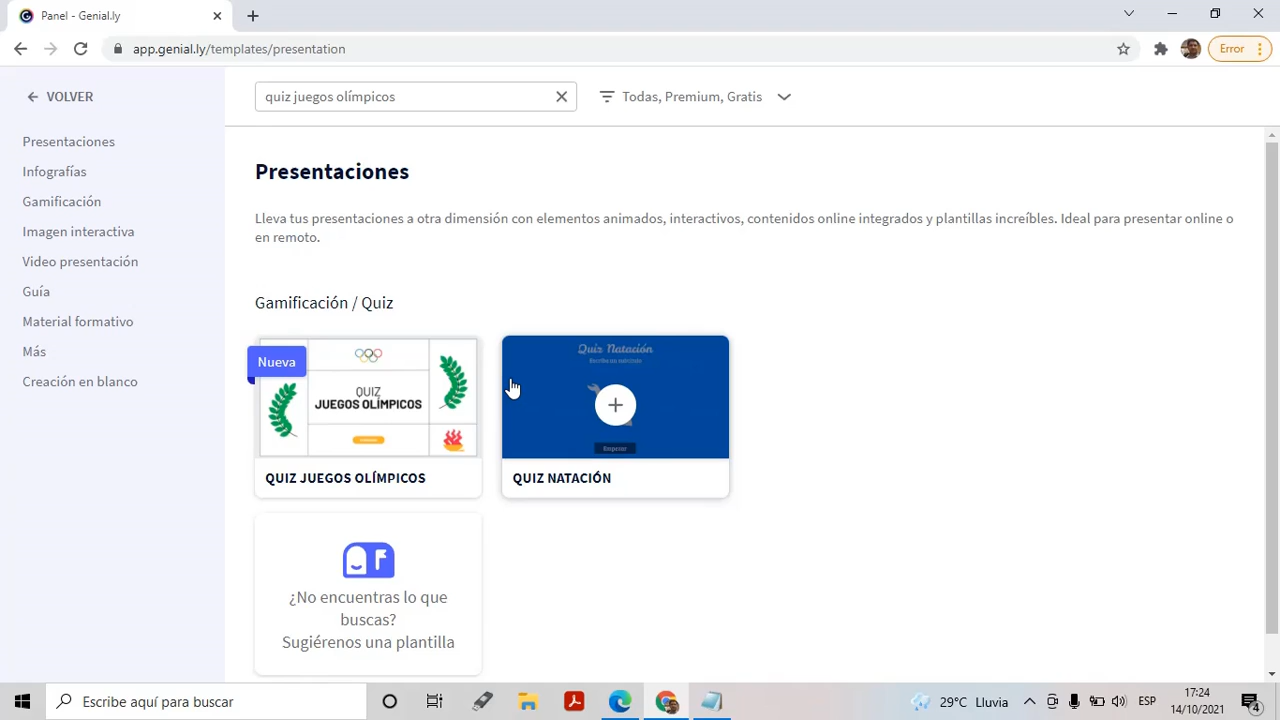 Panel - Genial.ly
app.genial.ly/templates/presentation
Error
VOLVER
Presentaciones
Infografías
Gamificación
Imagen interactiva
Video presentación
Guía
Material formativo
Más
Creación en blanco
quiz juegos olímpicos
Todas, Premium, Gratis
Presentaciones
Lleva tus presentaciones a otra dimensión con elementos animados, interactivos, contenidos online integrados y plantillas increíbles. Ideal para presentar online o
en remoto.
Gamificación / Quiz
Nueva
QUIZ
JUEGOS OLÍMPICOS
QUIZ JUEGOS OLÍMPICOS
Quiz Natación
Empezar
QUIZ NATACIÓN
¿No encuentras lo que
buscas?
Sugiérenos una plantilla
Escribe aquí para buscar
29°C Lluvia
ESP
17:24
14/10/2021
4